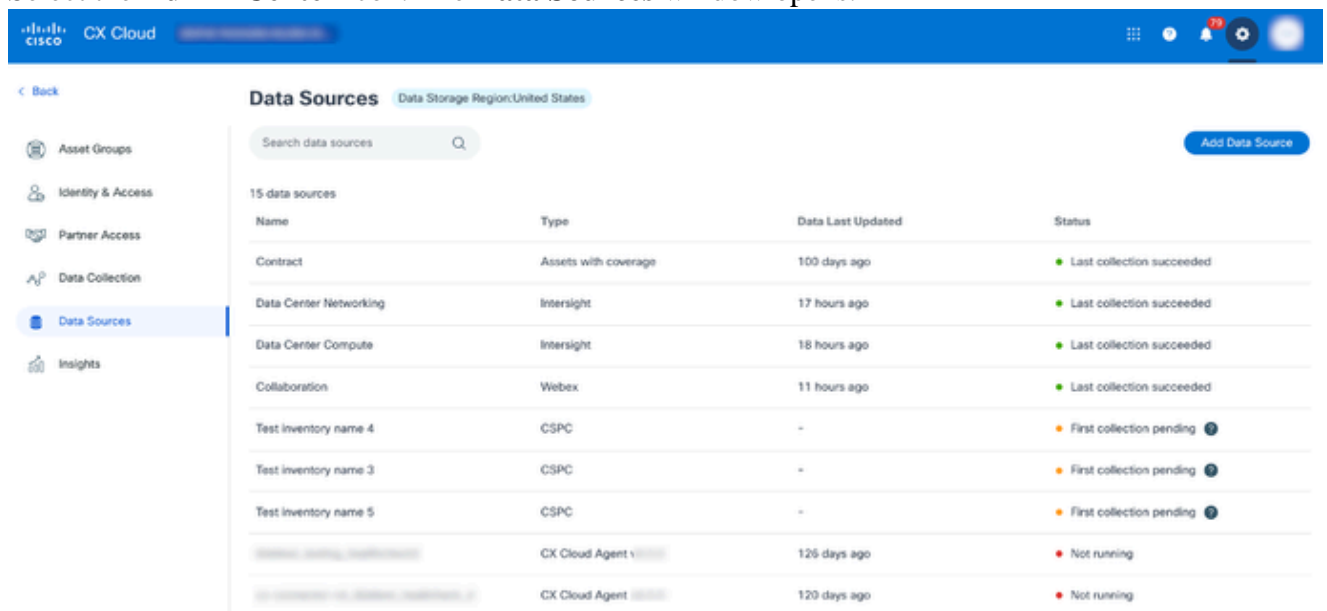 CISCO CX Cloud
79
< Back
Data Sources Data Storage Region:United States
Search data sources
Add Data Source
Asset Groups
Identity & Access
Partner Access
Data Collection
Data Sources
Insights
15 data sources
Name Type Data Last Updated Status
Contract Assets with coverage 100 days ago Last collection succeeded
Data Center Networking Intersight 17 hours ago Last collection succeeded
Data Center Compute Intersight 18 hours ago Last collection succeeded
Collaboration Webex 11 hours ago Last collection succeeded
Test inventory name 4 CSPC - First collection pending ?
Test inventory name 3 CSPC - First collection pending ?
Test inventory name 5 CSPC - First collection pending ?
CX Cloud Agent 126 days ago Not running
CX Cloud Agent 120 days ago Not running